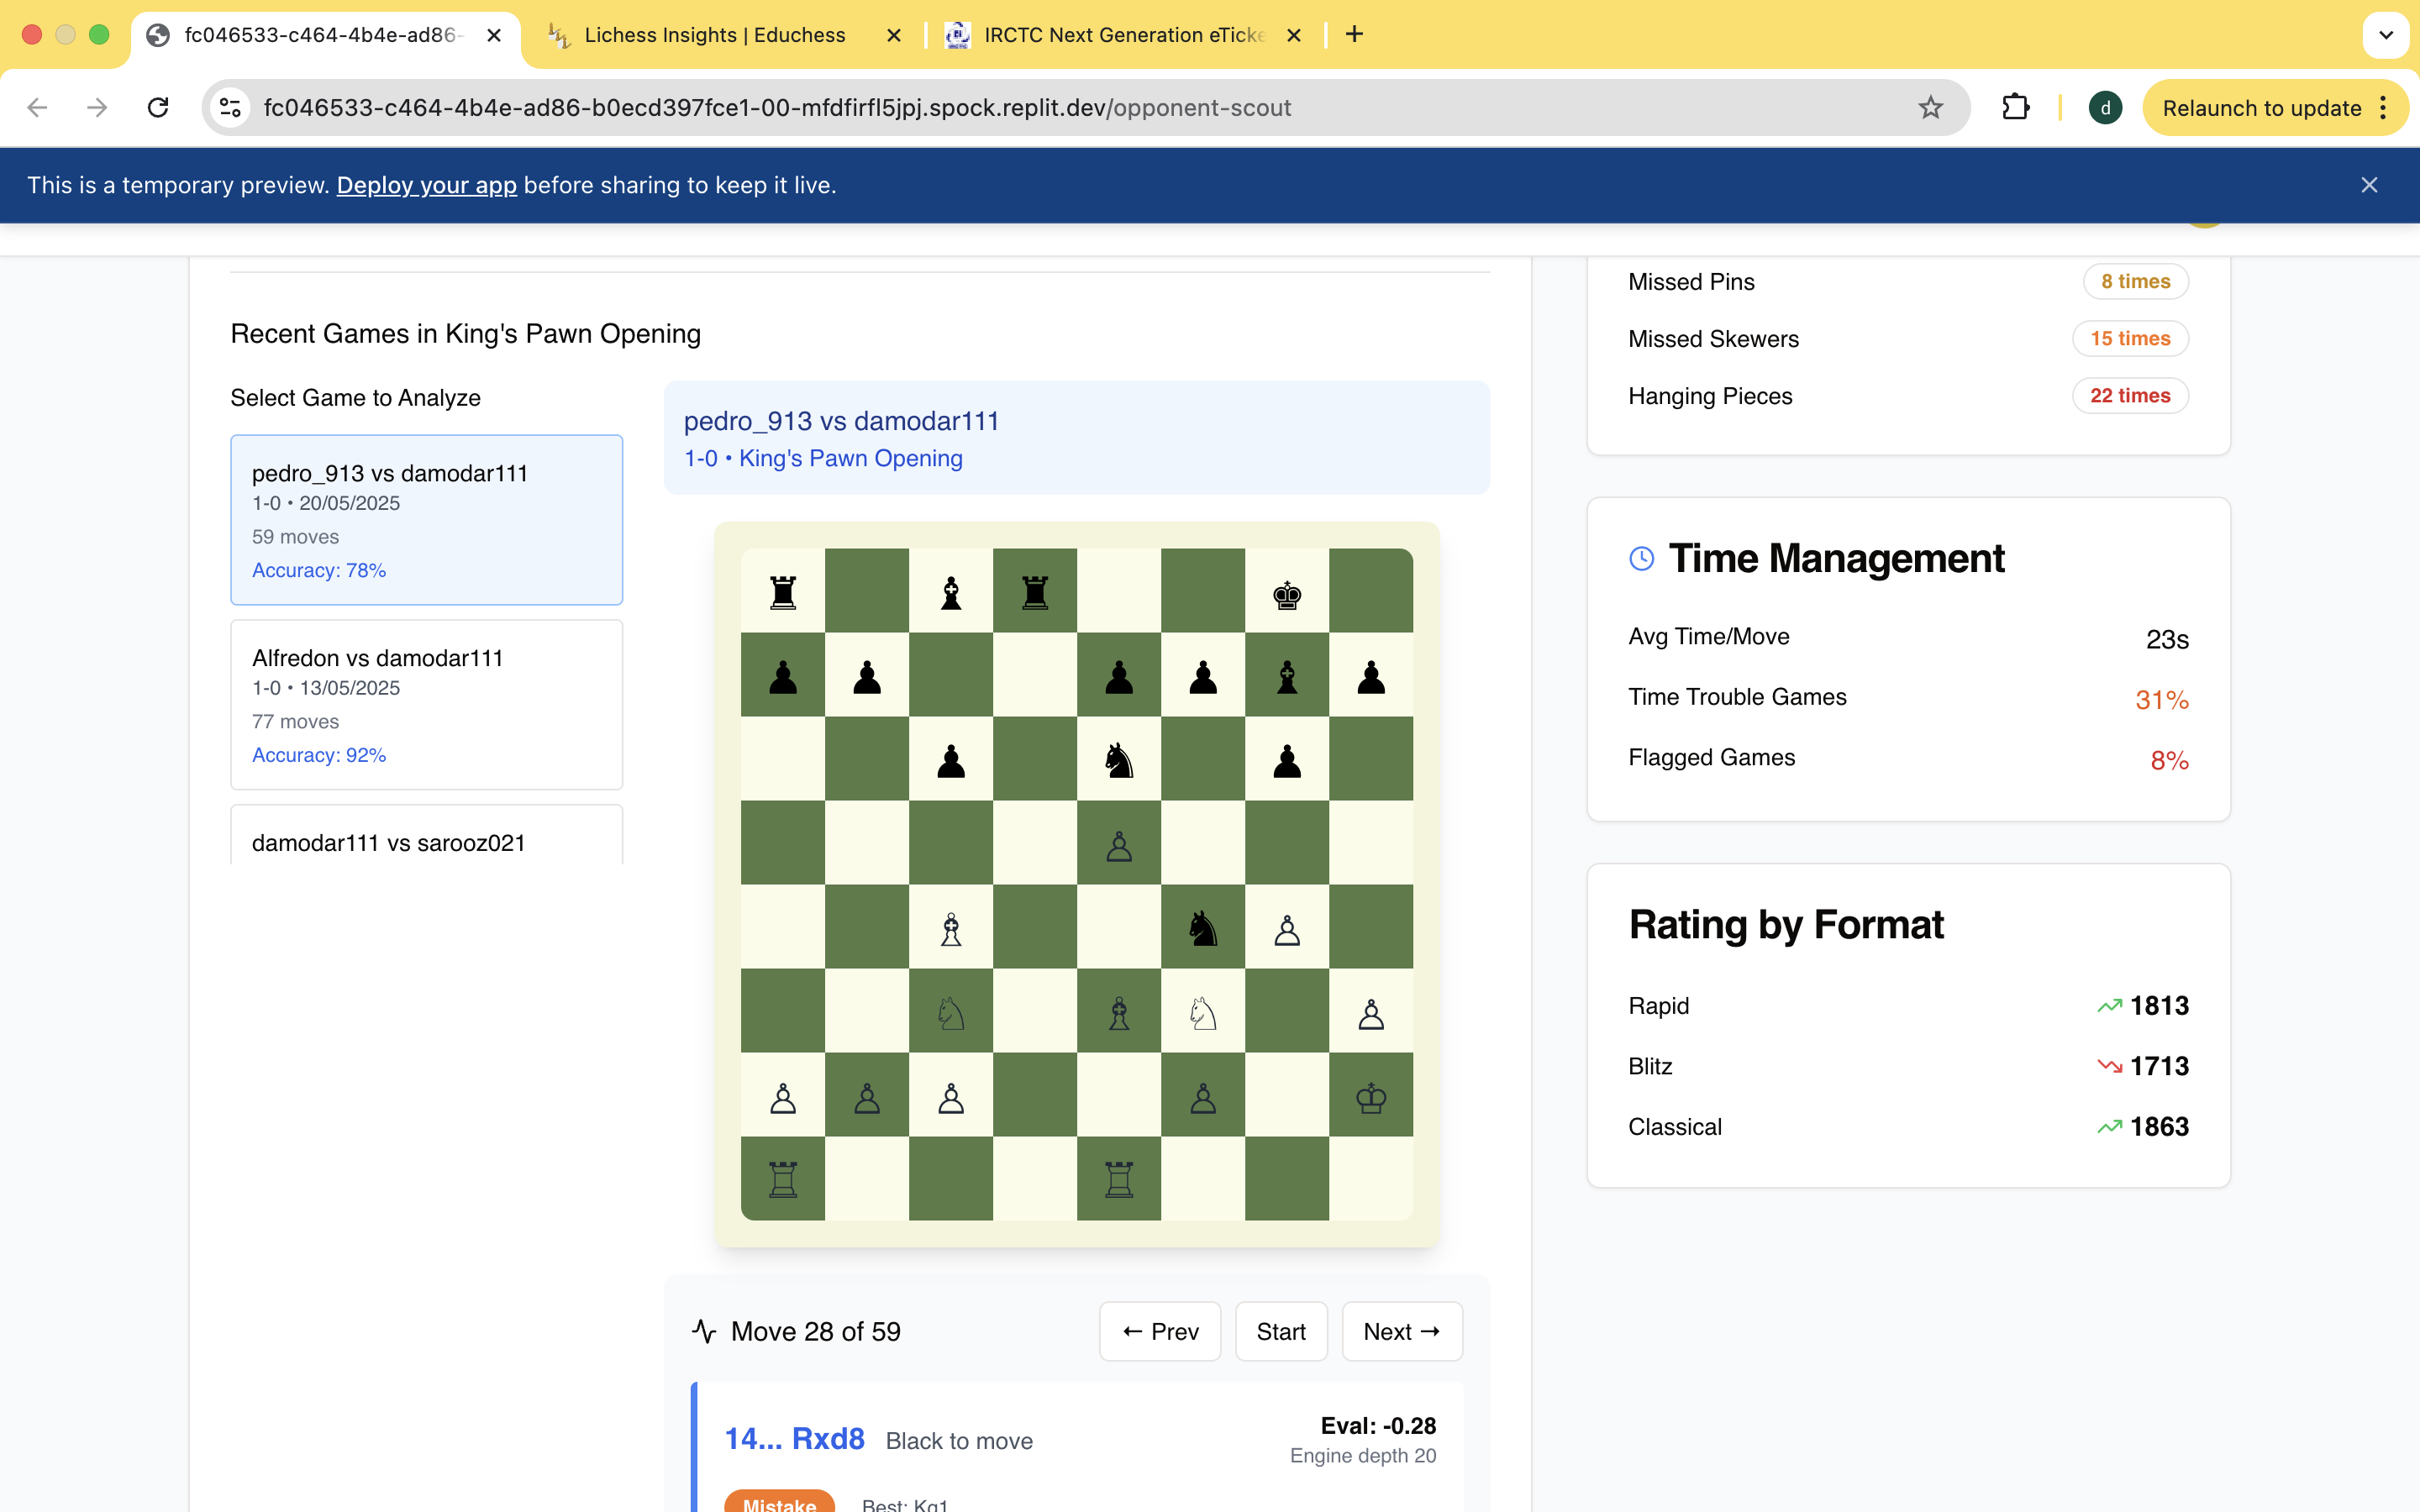 fc046533-c464-4b4e-ad86-
Lichess Insights | Educhess
IRCTC Next Generation eTicke
fc046533-c464-4b4e-ad86-b0ecd397fce1-00-mfdfirfl5jpj.spock.replit.dev/opponent-scout
d
Relaunch to update
This is a temporary preview. Deploy your app before sharing to keep it live.
Recent Games in King's Pawn Opening
Select Game to Analyze
pedro_913 vs damodar111
1-0 • 20/05/2025
59 moves
Accuracy: 78%
Alfredon vs damodar111
1-0 • 13/05/2025
77 moves
Accuracy: 92%
damodar111 vs sarooz021
pedro_913 vs damodar111
1-0 • King's Pawn Opening
Move 28 of 59
← Prev
Start
Next →
14... Rxd8 Black to move
Eval: -0.28
Engine depth 20
Mistake
Best: Kg1
Missed Pins
8 times
Missed Skewers
15 times
Hanging Pieces
22 times
Time Management
Avg Time/Move
23s
Time Trouble Games
31%
Flagged Games
8%
Rating by Format
Rapid
1813
Blitz
1713
Classical
1863